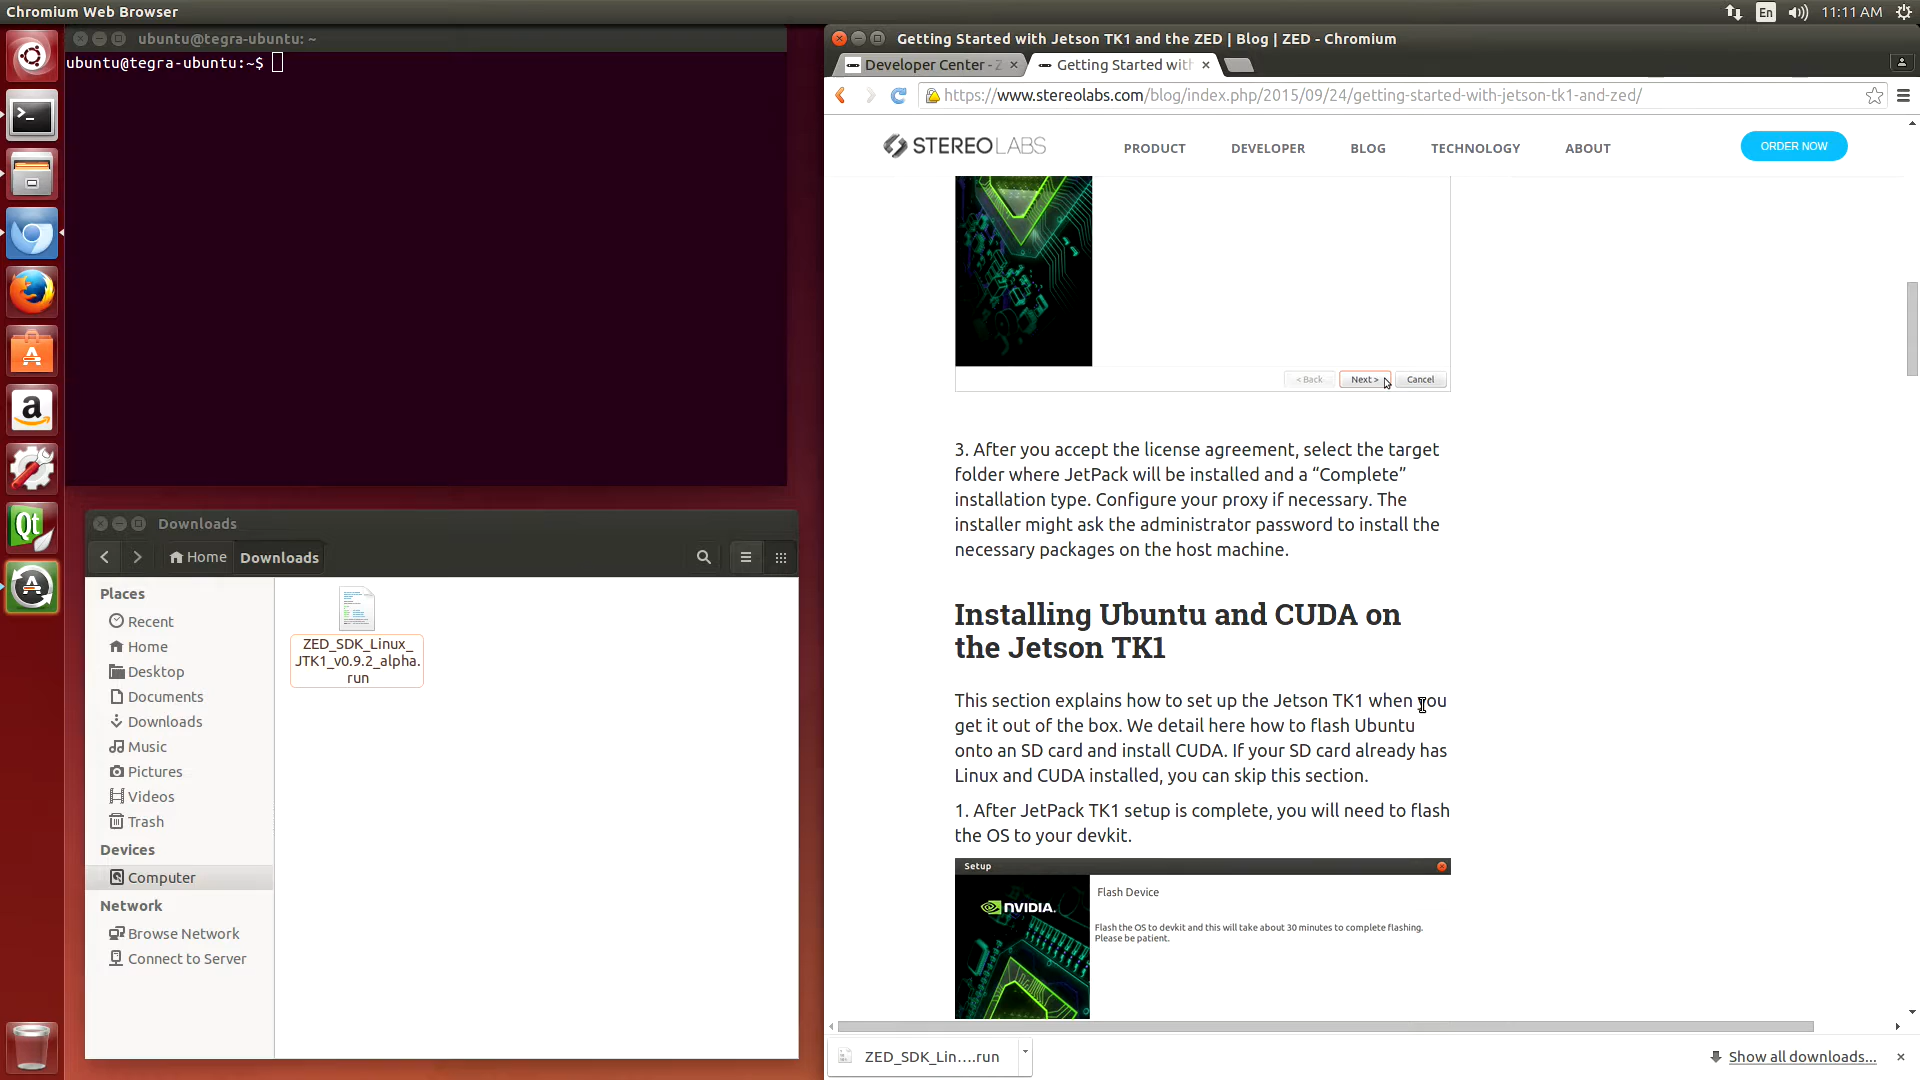 Chromium Web Browser
En
11:11 AM
ubuntu@tegra-ubuntu: ~
ubuntu@tegra-ubuntu:~$
Downloads
Home
Downloads
Places
Recent
Home
Desktop
Documents
Downloads
Music
Pictures
Videos
Trash
Devices
Computer
Network
Browse Network
Connect to Server
ZED_SDK_Linux_
JTK1_v0.9.2_alpha.
run
Getting Started with Jetson TK1 and the ZED | Blog | ZED - Chromium
Developer Center - Z
Getting Started with
https://www.stereolabs.com/blog/index.php/2015/09/24/getting-started-with-jetson-tk1-and-zed/
STEREOLABS
PRODUCT
DEVELOPER
BLOG
TECHNOLOGY
ABOUT
ORDER NOW
< Back
Next >
Cancel
3. After you accept the license agreement, select the target
folder where JetPack will be installed and a “Complete”
installation type. Configure your proxy if necessary. The
installer might ask the administrator password to install the
necessary packages on the host machine.
Installing Ubuntu and CUDA on
the Jetson TK1
This section explains how to set up the Jetson TK1 when you
get it out of the box. We detail here how to flash Ubuntu
onto an SD card and install CUDA. If your SD card already has
Linux and CUDA installed, you can skip this section.
1. After JetPack TK1 setup is complete, you will need to flash
the OS to your devkit.
Setup
NVIDIA.
Flash Device
Flash the OS to devkit and this will take about 30 minutes to complete flashing.
Please be patient.
ZED_SDK_Lin....run
Show all downloads...